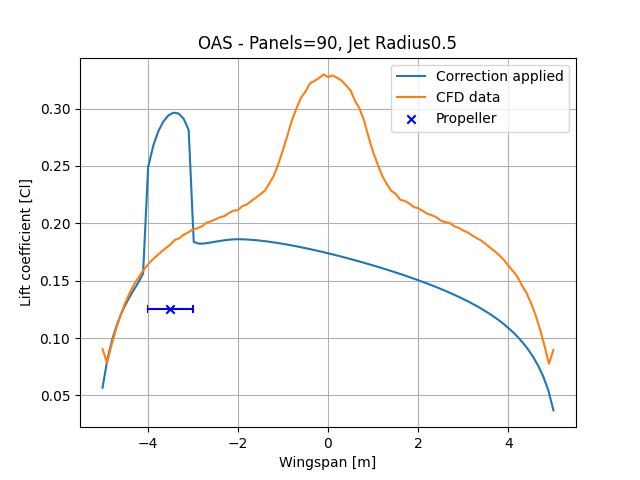 OAS - Panels=90, Jet Radius0.5
Correction applied
CFD data
Propeller
Lift coefficient [Cl]
0.30
0.25
0.20
0.15
0.10
0.05
−4
−2
0
2
4
Wingspan [m]